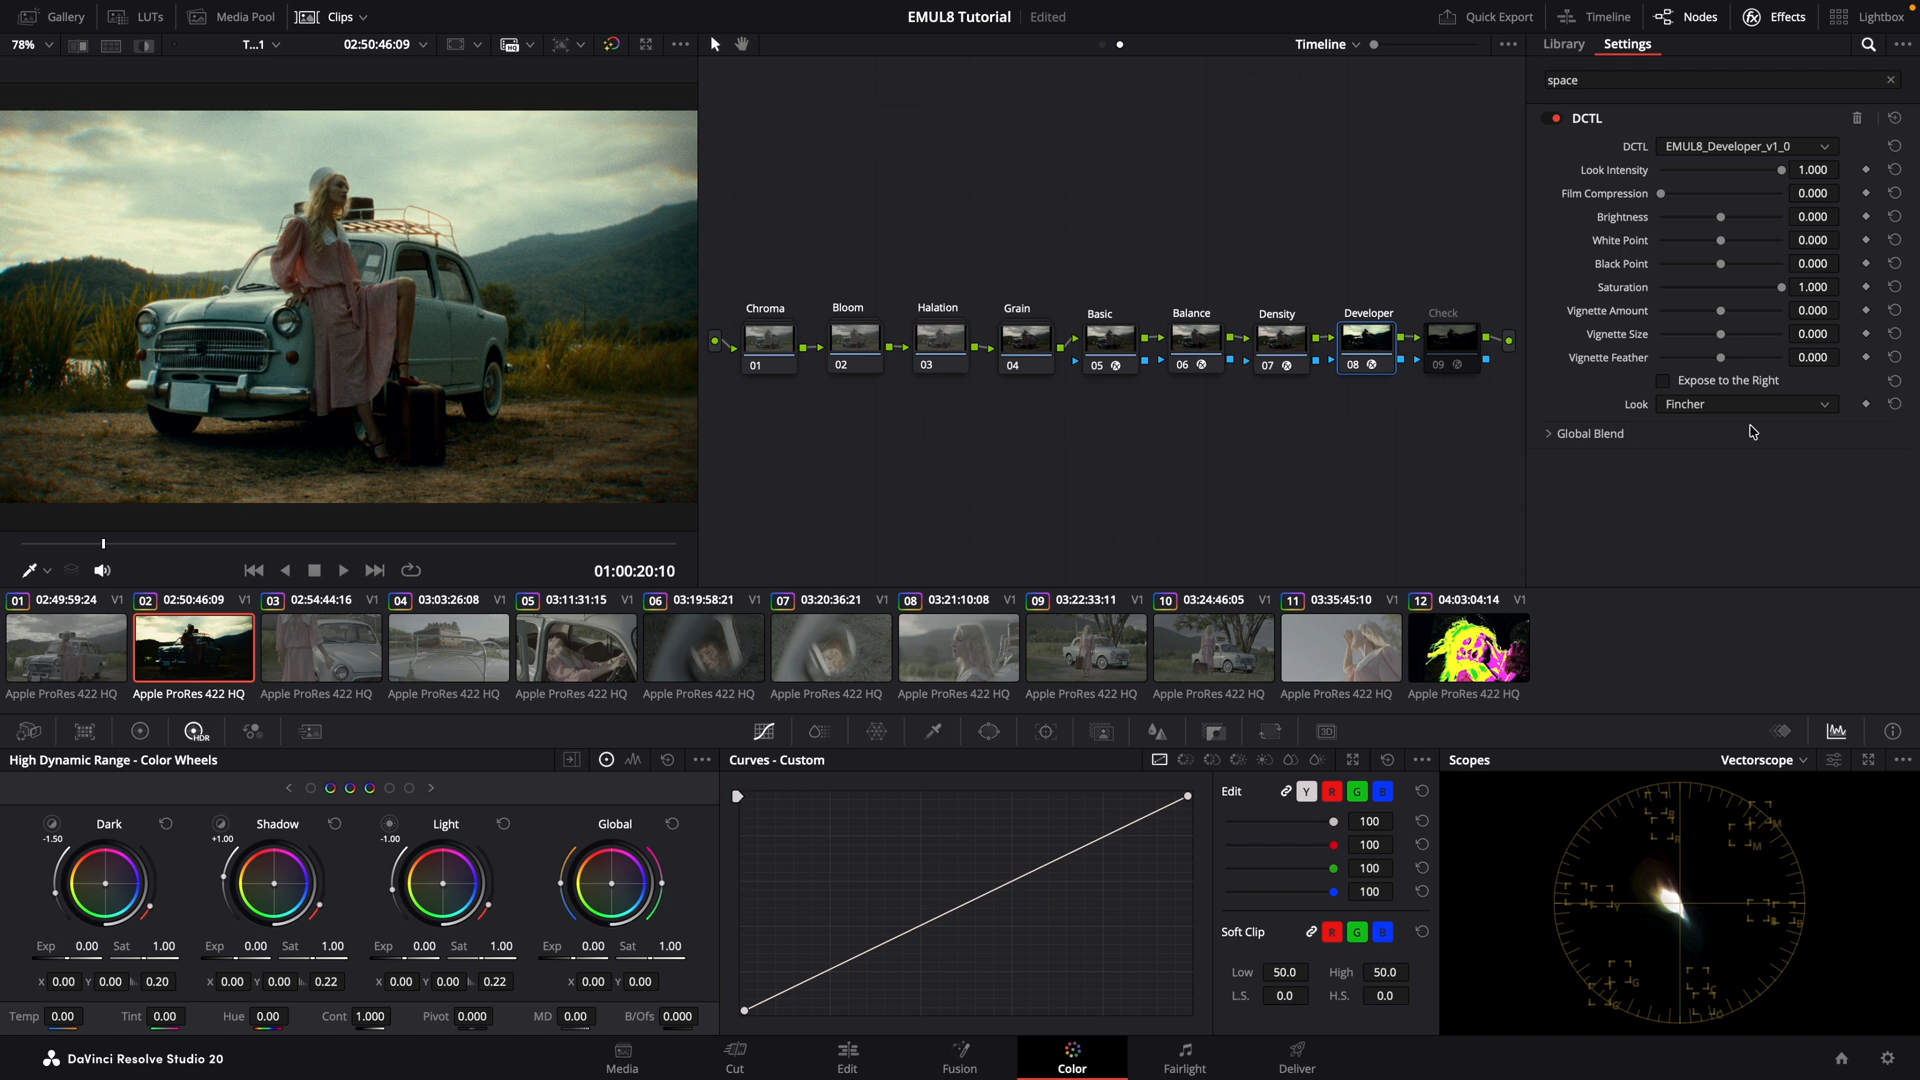 Gallery LUTs Media Pool Clips EMUL8 Tutorial Edited Quick Export Timeline Nodes Effects Lightbox
78% T...1 02:50:46:09 Timeline Library Settings
space
DCTL
DCTL EMUL8_Developer_v1_0
Look Intensity 1.000
Film Compression 0.000
Brightness 0.000
White Point 0.000
Black Point 0.000
Saturation 1.000
Vignette Amount 0.000
Vignette Size 0.000
Vignette Feather 0.000
Expose to the Right
Look Fincher
Global Blend
Chroma Bloom Halation Grain Basic Balance Density Developer Check
01 02 03 04 05 06 07 08 09
01:00:20:10
01 02:49:59:24 V1 02 02:50:46:09 V1 03 02:54:44:16 V1 04 03:03:26:08 V1 05 03:11:31:15 V1 06 03:19:58:21 V1 07 03:20:36:21 V1 08 03:21:10:08 V1 09 03:22:33:11 V1 10 03:24:46:05 V1 11 03:35:45:10 V1 12 04:03:04:14 V1
Apple ProRes 422 HQ Apple ProRes 422 HQ Apple ProRes 422 HQ Apple ProRes 422 HQ Apple ProRes 422 HQ Apple ProRes 422 HQ Apple ProRes 422 HQ Apple ProRes 422 HQ Apple ProRes 422 HQ Apple ProRes 422 HQ Apple ProRes 422 HQ Apple ProRes 422 HQ
HDR 3D
High Dynamic Range - Color Wheels
Dark Shadow Light Global
-1.50 +1.00 -1.00
Exp 0.00 Sat 1.00 Exp 0.00 Sat 1.00 Exp 0.00 Sat 1.00 Exp 0.00 Sat 1.00
X 0.00 Y 0.00 0.20 X 0.00 Y 0.00 0.22 X 0.00 Y 0.00 0.22 X 0.00 Y 0.00
Temp 0.00 Tint 0.00 Hue 0.00 Cont 1.000 Pivot 0.000 MD 0.00 B/Ofs 0.000
Curves - Custom
Edit Y R G B
100
100
100
100
Soft Clip R G B
Low 50.0 High 50.0
L.S. 0.0 H.S. 0.0
Scopes Vectorscope
DaVinci Resolve Studio 20
Media Cut Edit Fusion Color Fairlight Deliver